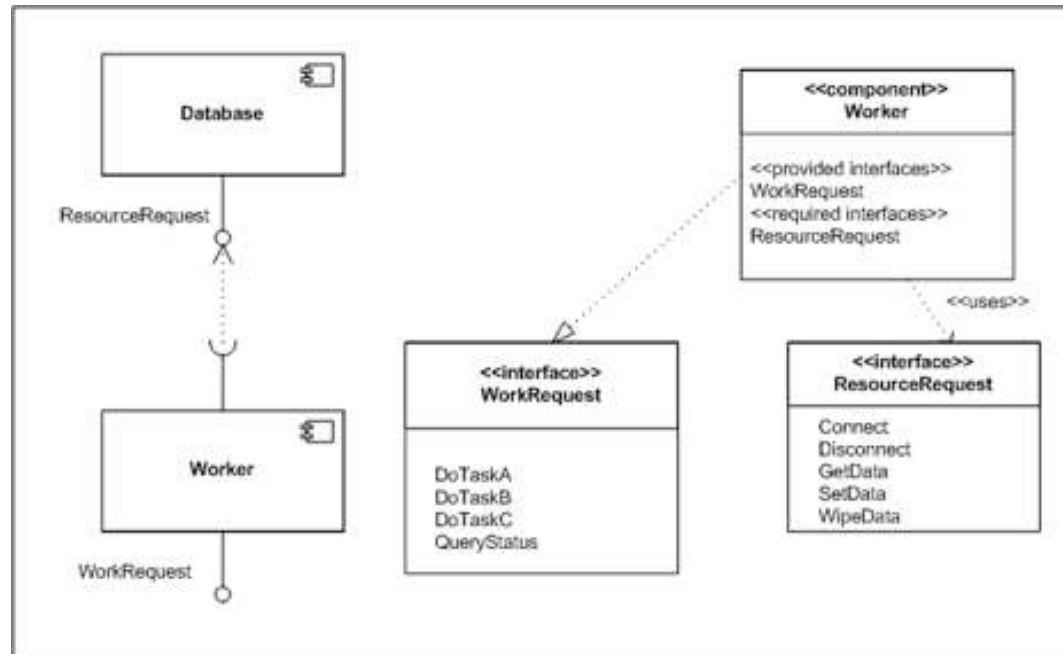 Database
ResourceRequest
Worker
WorkRequest
<<component>>
Worker
<<provided interfaces>>
WorkRequest
<<required interfaces>>
ResourceRequest
<<uses>>
<<interface>>
WorkRequest
DoTaskA
DoTaskB
DoTaskC
QueryStatus
<<interface>>
ResourceRequest
Connect
Disconnect
GetData
SetData
WipeData